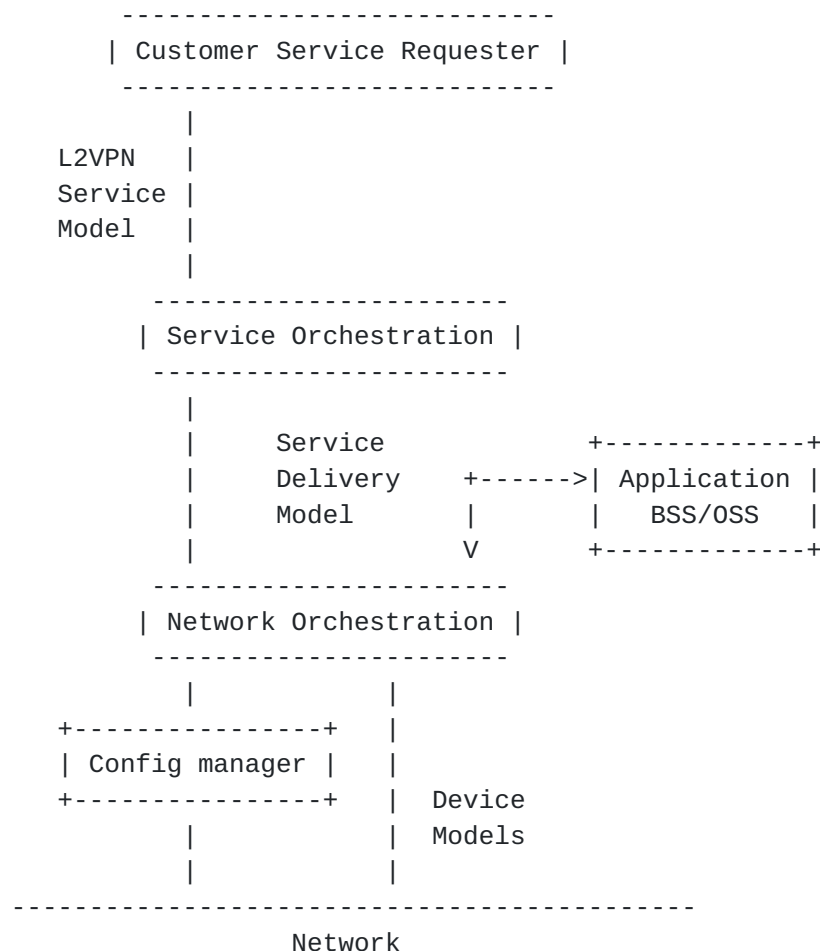 Customer Service Requester
L2VPN
Service
Model
Service Orchestration
Service
Delivery
Model
Application
BSS/OSS
V
Network Orchestration
Config manager
Device
Models
Network